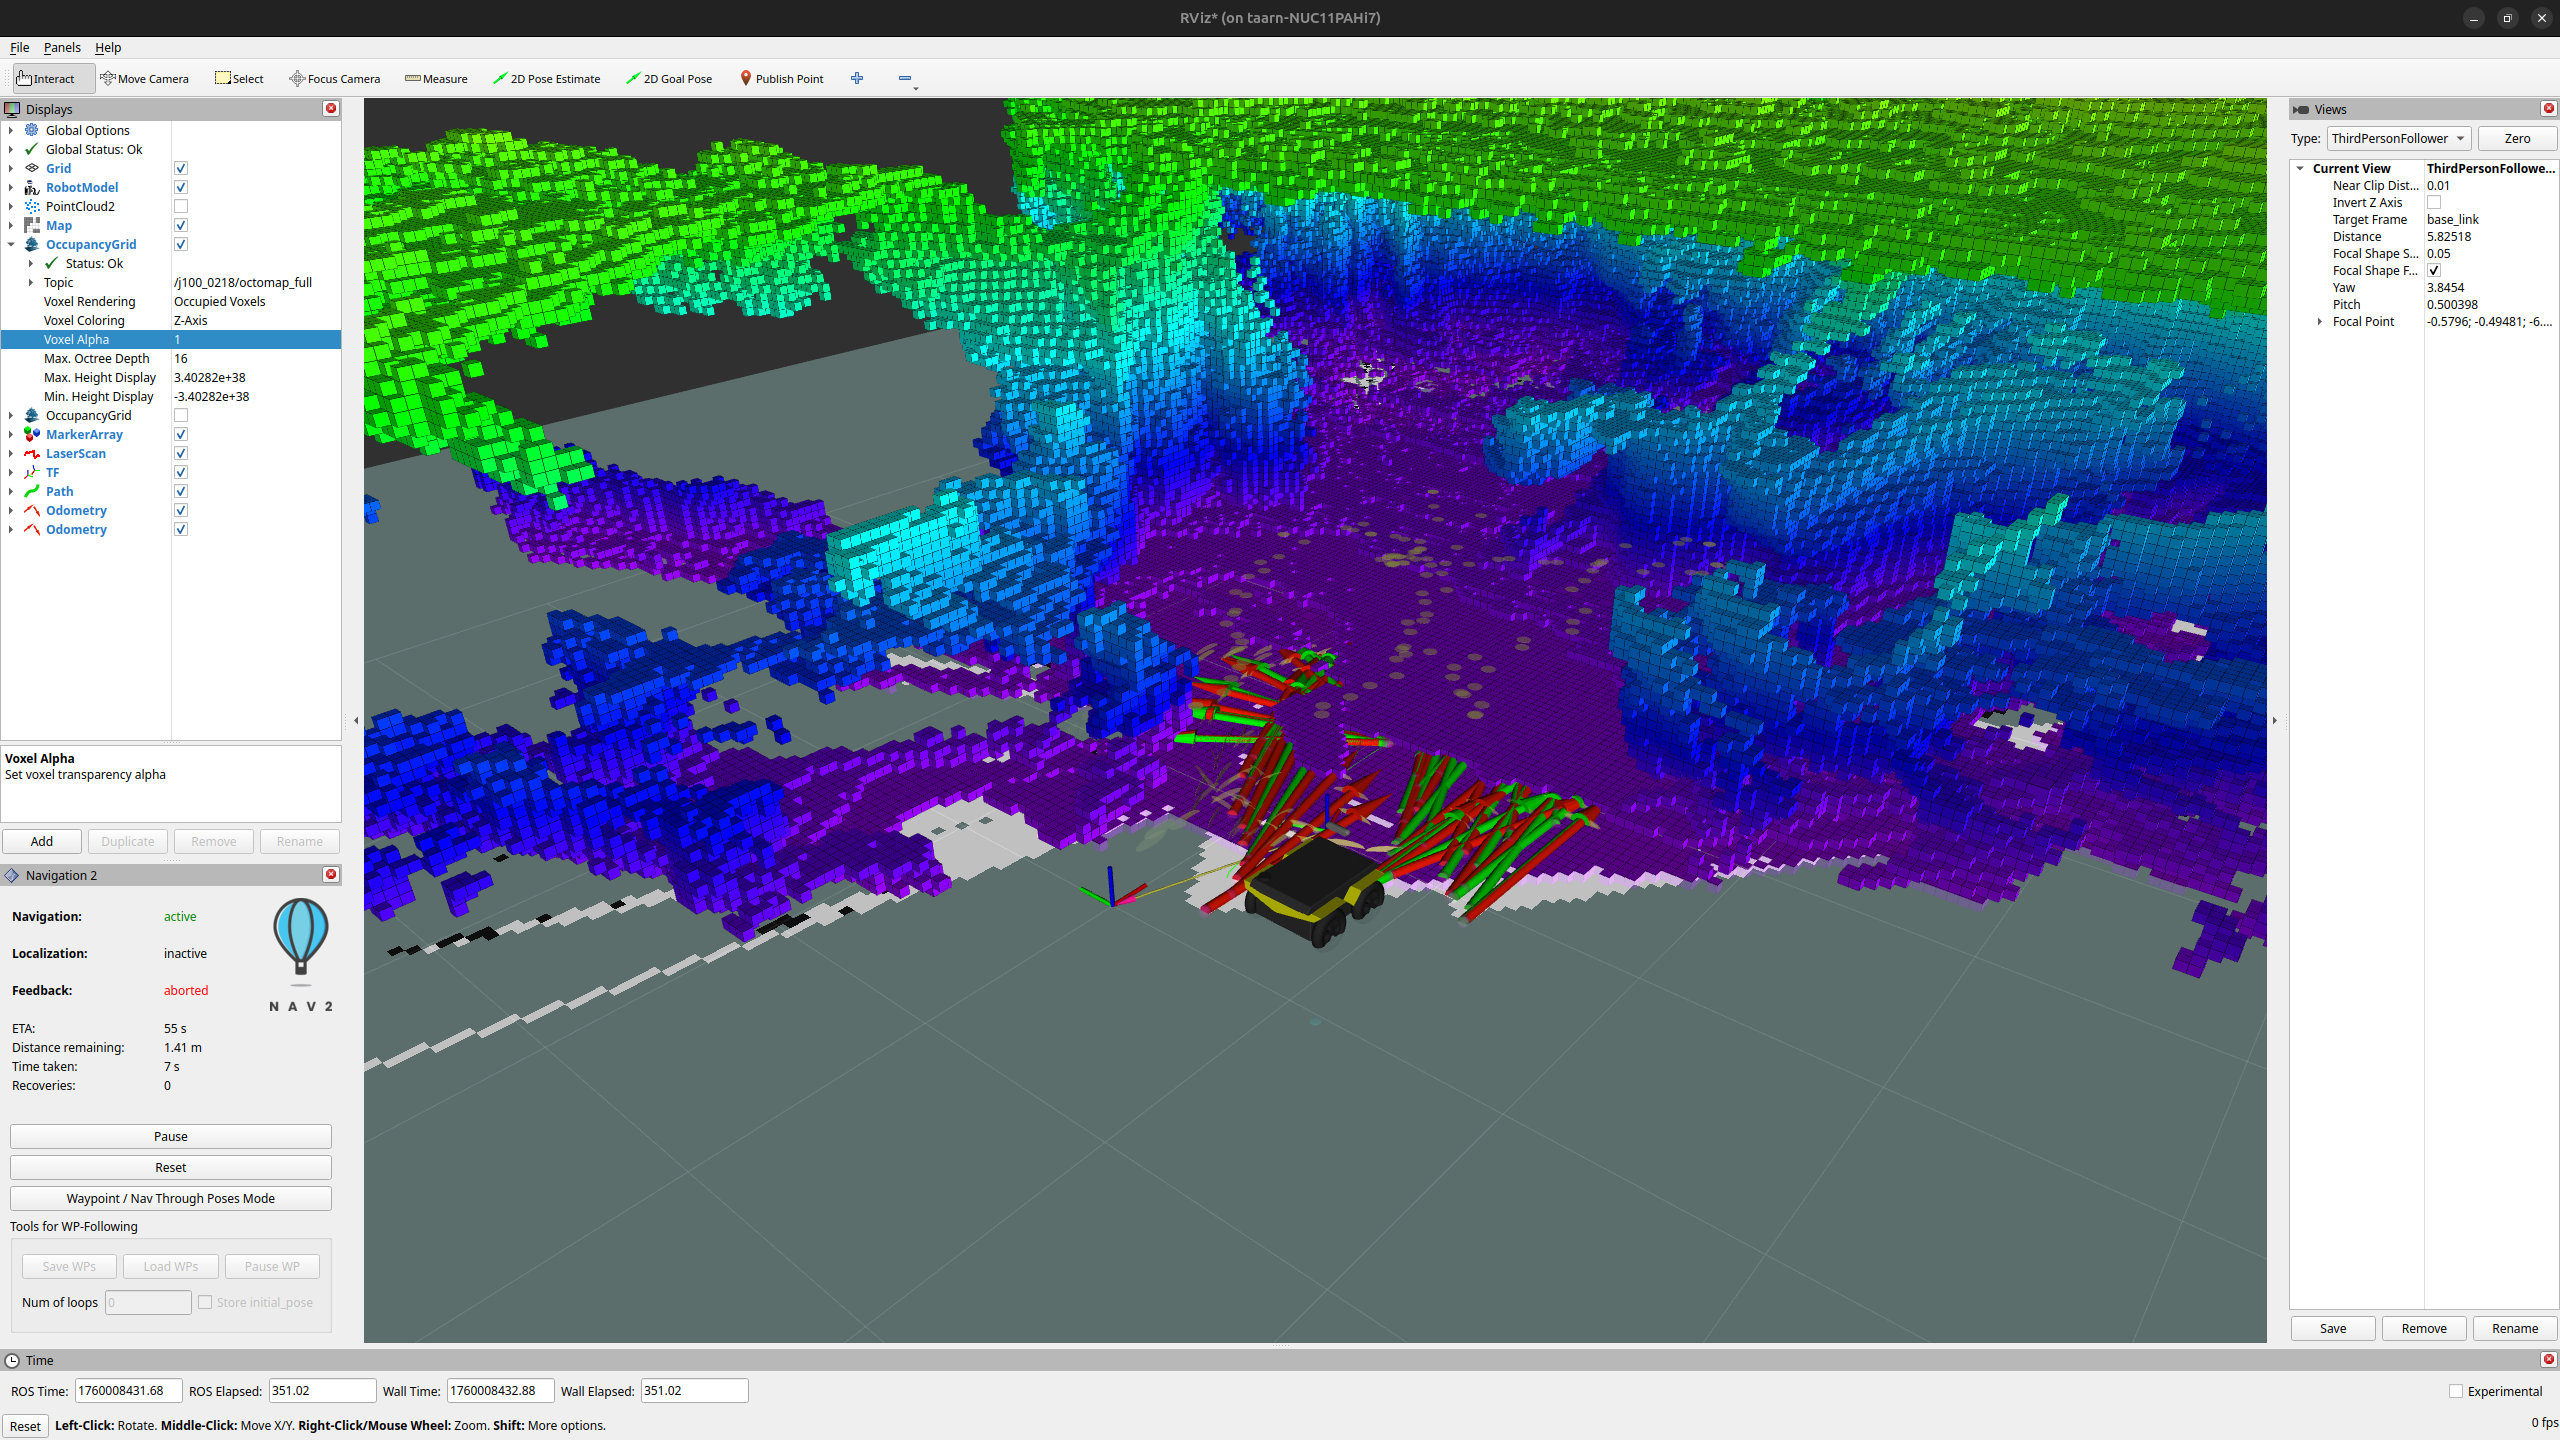 RViz* (on taarn-NUC11PAHi7)
File Panels Help
Interact Move Camera Select Focus Camera Measure 2D Pose Estimate 2D Goal Pose Publish Point
Displays
Global Options
Global Status: Ok
Grid
RobotModel
PointCloud2
Map
OccupancyGrid
Status: Ok
Topic /j100_0218/octomap_full
Voxel Rendering Occupied Voxels
Voxel Coloring Z-Axis
Voxel Alpha 1
Max. Octree Depth 16
Max. Height Display 3.40282e+38
Min. Height Display -3.40282e+38
OccupancyGrid
MarkerArray
LaserScan
TF
Path
Odometry
Odometry
Voxel Alpha
Set voxel transparency alpha
Add Duplicate Remove Rename
Navigation 2
Navigation: active
Localization: inactive
Feedback: aborted
NAV2
ETA: 55 s
Distance remaining: 1.41 m
Time taken: 7 s
Recoveries: 0
Pause
Reset
Waypoint / Nav Through Poses Mode
Tools for WP-Following
Save WPs Load WPs Pause WP
Num of loops 0 Store initial_pose
Views
Type: ThirdPersonFollower Zero
Current View ThirdPersonFollowe...
Near Clip Dist... 0.01
Invert Z Axis
Target Frame base_link
Distance 5.82518
Focal Shape S... 0.05
Focal Shape F...
Yaw 3.8454
Pitch 0.500398
Focal Point -0.5796; -0.49481; -6....
Save Remove Rename
Time
ROS Time: 1760008431.68 ROS Elapsed: 351.02 Wall Time: 1760008432.88 Wall Elapsed: 351.02 Experimental
Reset Left-Click: Rotate. Middle-Click: Move X/Y. Right-Click/Mouse Wheel: Zoom. Shift: More options. 0 fps